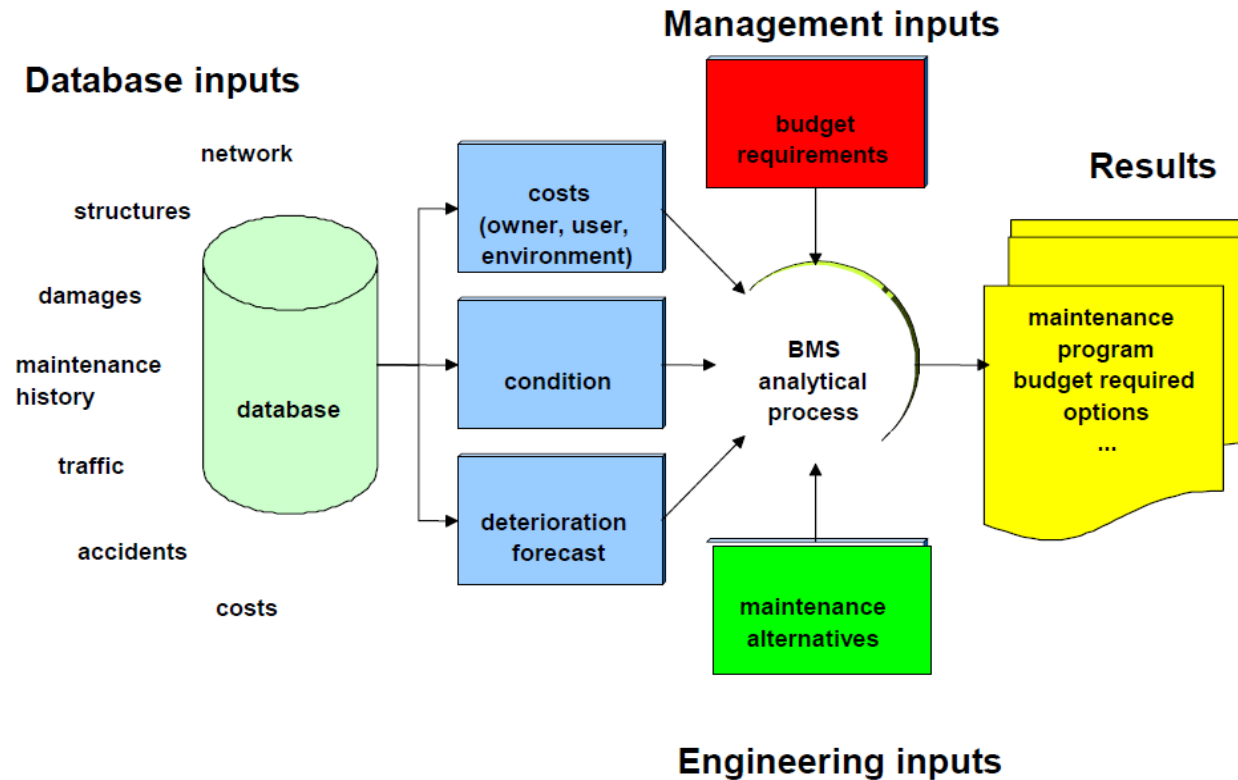 Management inputs
Database inputs
network
structures
damages
maintenance
history
traffic
accidents
costs
database
costs
(owner, user,
environment)
condition
deterioration
forecast
budget
requirements
BMS
analytical
process
maintenance
alternatives
Results
maintenance
program
budget required
options
...
Engineering inputs